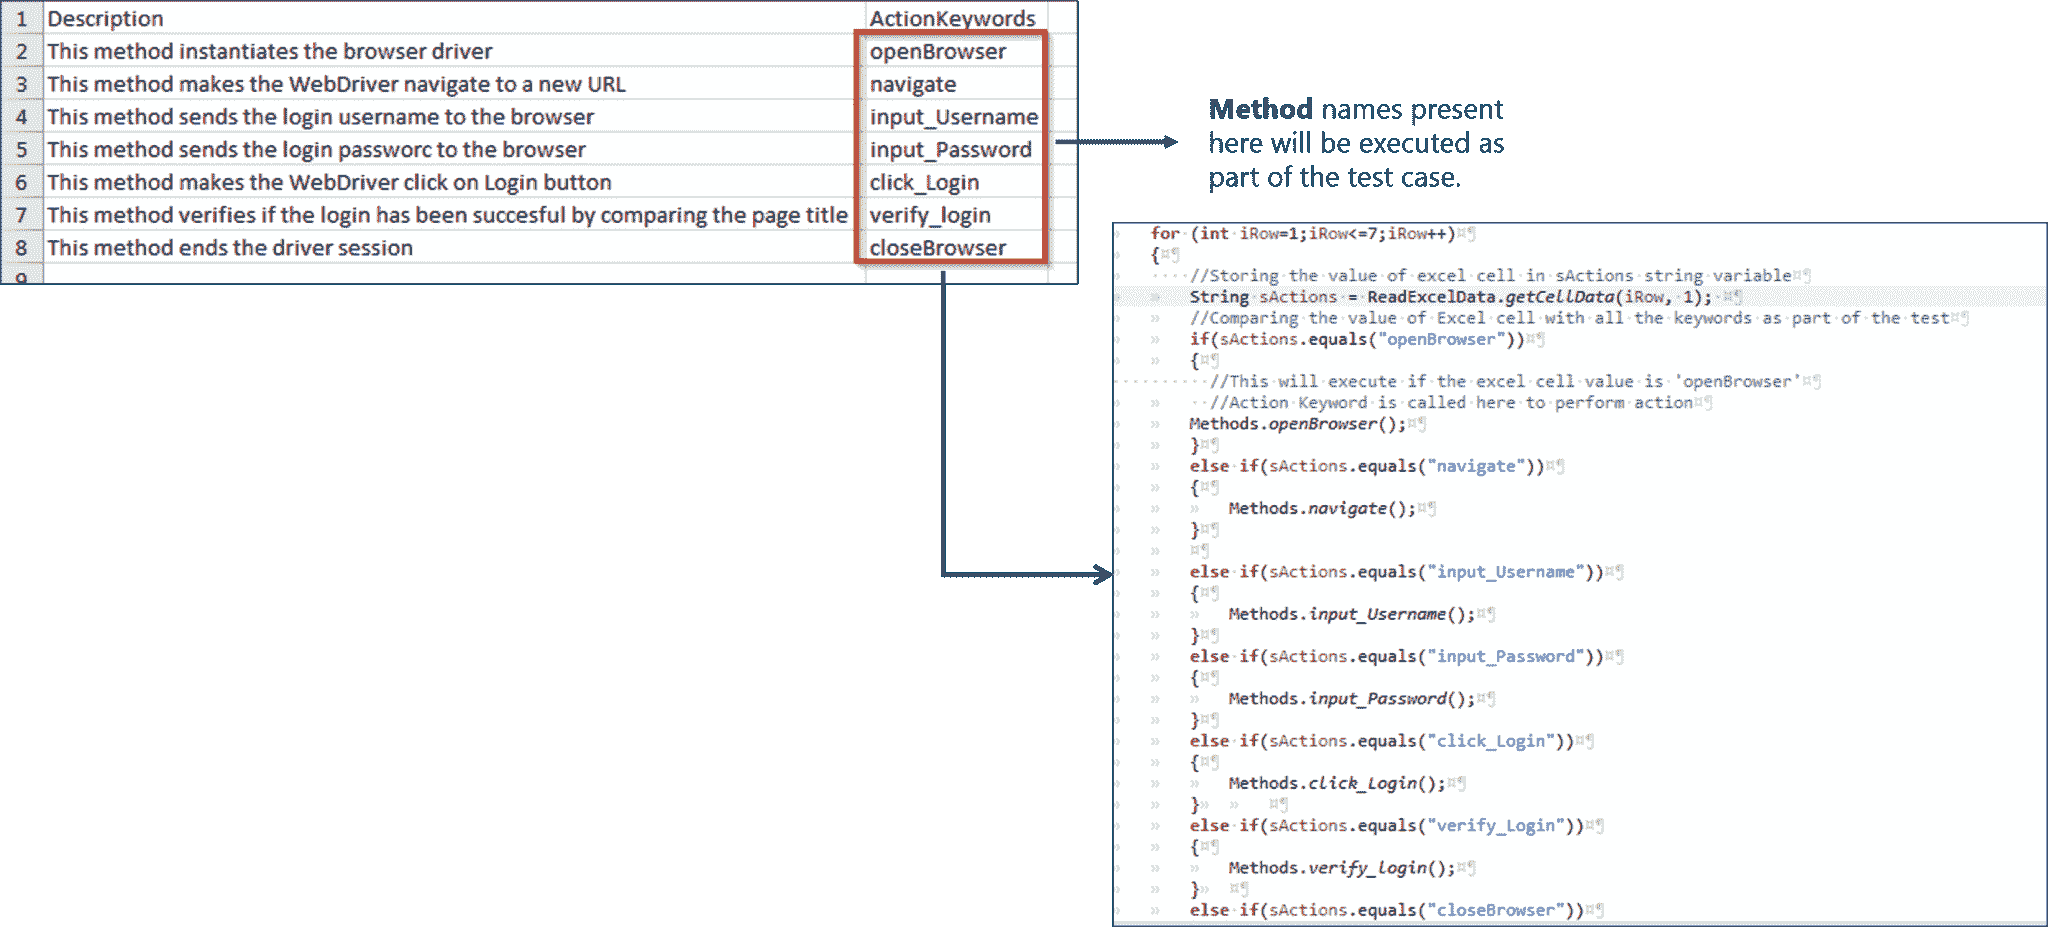 1 Description ActionKeywords
2 This method instantiates the browser driver openBrowser
3 This method makes the WebDriver navigate to a new URL navigate
4 This method sends the login username to the browser input_Username
5 This method sends the login passworc to the browser input_Password
6 This method makes the WebDriver click on Login button click_Login
7 This method verifies if the login has been succesful by comparing the page title verify_login
8 This method ends the driver session closeBrowser
9
Method names present
here will be executed as
part of the test case.
for (int iRow=1;iRow<=7;iRow++)
{
//Storing the value of excel cell in sActions string variable
String sActions = ReadExcelData.getCellData(iRow, 1);
//Comparing the value of Excel cell with all the keywords as part of the test
if(sActions.equals("openBrowser"))
{
//This will execute if the excel cell value is 'openBrowser'
//Action Keyword is called here to perform action
Methods.openBrowser();
}
else if(sActions.equals("navigate"))
{
Methods.navigate();
}
else if(sActions.equals("input_Username"))
{
Methods.input_Username();
}
else if(sActions.equals("input_Password"))
{
Methods.input_Password();
}
else if(sActions.equals("click_Login"))
{
Methods.click_Login();
}
else if(sActions.equals("verify_Login"))
{
Methods.verify_login();
}
else if(sActions.equals("closeBrowser"))